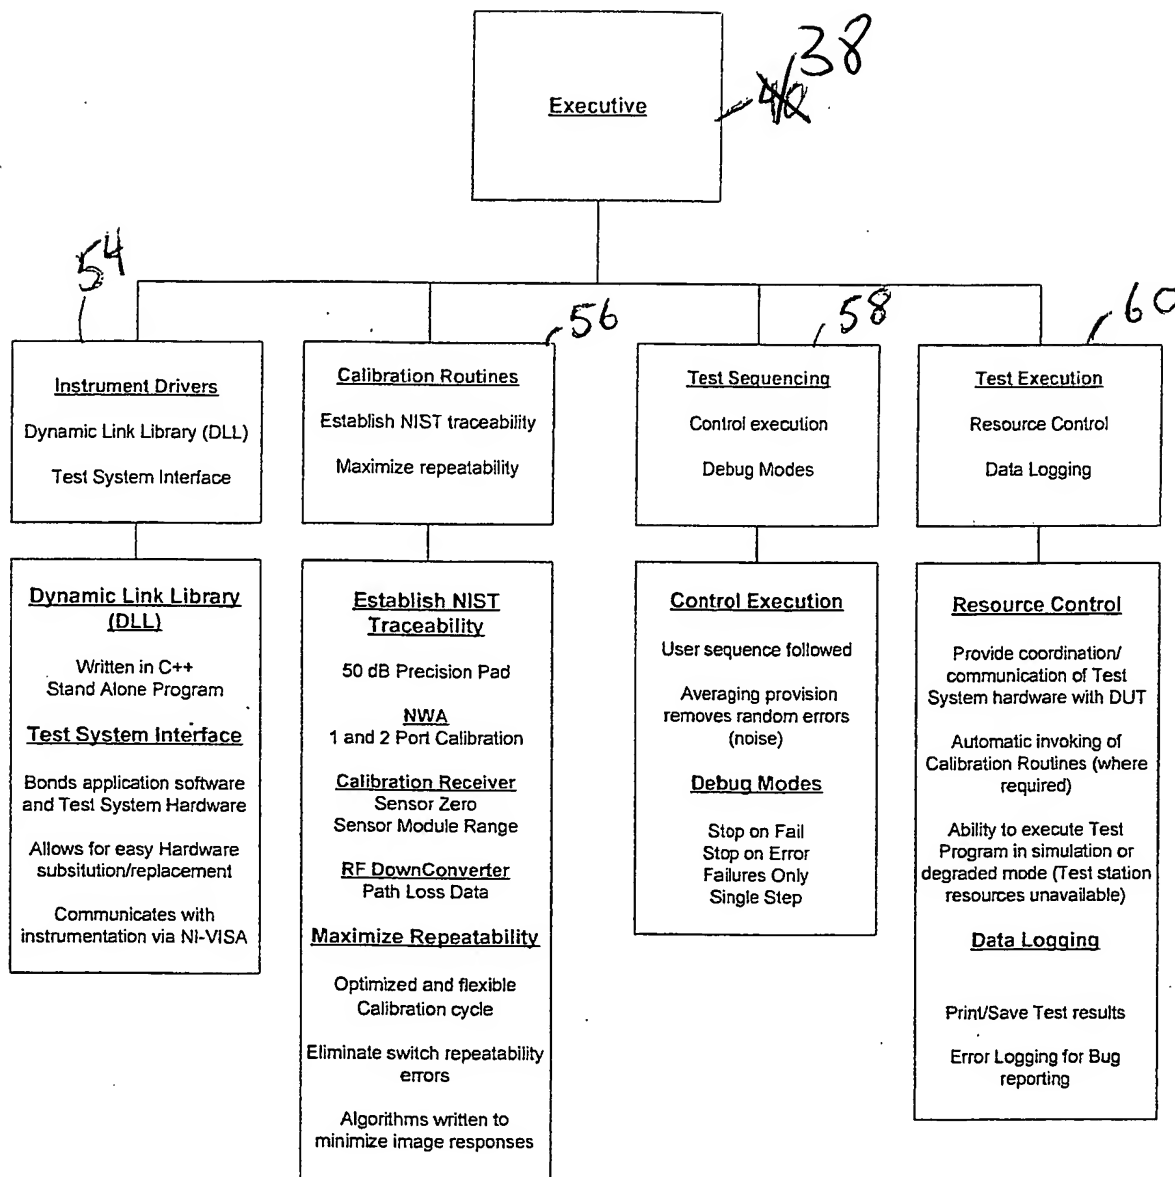 Executive
40
38
54
56
58
60
Instrument Drivers
Dynamic Link Library (DLL)
Test System Interface
Calibration Routines
Establish NIST traceability
Maximize repeatability
Test Sequencing
Control execution
Debug Modes
Test Execution
Resource Control
Data Logging
Dynamic Link Library
(DLL)
Written in C++
Stand Alone Program
Test System Interface
Bonds application software
and Test System Hardware
Allows for easy Hardware
subsitution/replacement
Communicates with
instrumentation via NI-VISA
Establish NIST
Traceability
50 dB Precision Pad
NWA
1 and 2 Port Calibration
Calibration Receiver
Sensor Zero
Sensor Module Range
RF DownConverter
Path Loss Data
Maximize Repeatability
Optimized and flexible
Calibration cycle
Eliminate switch repeatability
errors
Algorithms written to
minimize image responses
Control Execution
User sequence followed
Averaging provision
removes random errors
(noise)
Debug Modes
Stop on Fail
Stop on Error
Failures Only
Single Step
Resource Control
Provide coordination/
communication of Test
System hardware with DUT
Automatic invoking of
Calibration Routines (where
required)
Ability to execute Test
Program in simulation or
degraded mode (Test station
resources unavailable)
Data Logging
Print/Save Test results
Error Logging for Bug
reporting